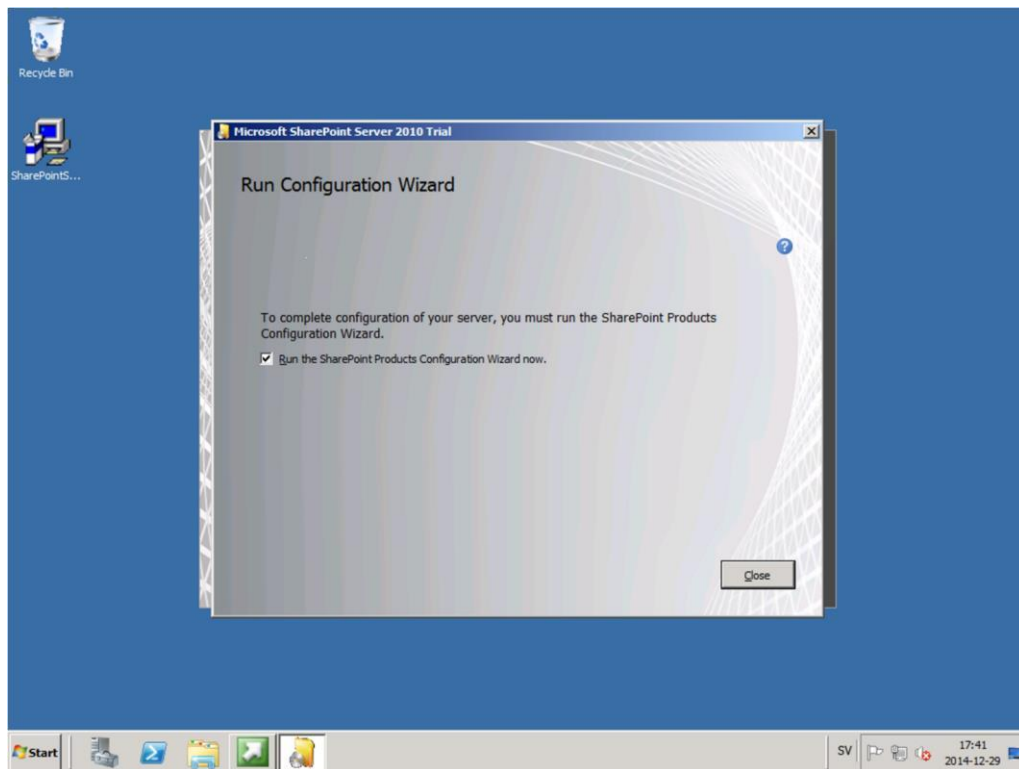 Recycle Bin
SharePointS...
Microsoft SharePoint Server 2010 Trial
Run Configuration Wizard
To complete configuration of your server, you must run the SharePoint Products
Configuration Wizard.
Run the SharePoint Products Configuration Wizard now.
Close
Start
SV
17:41
2014-12-29